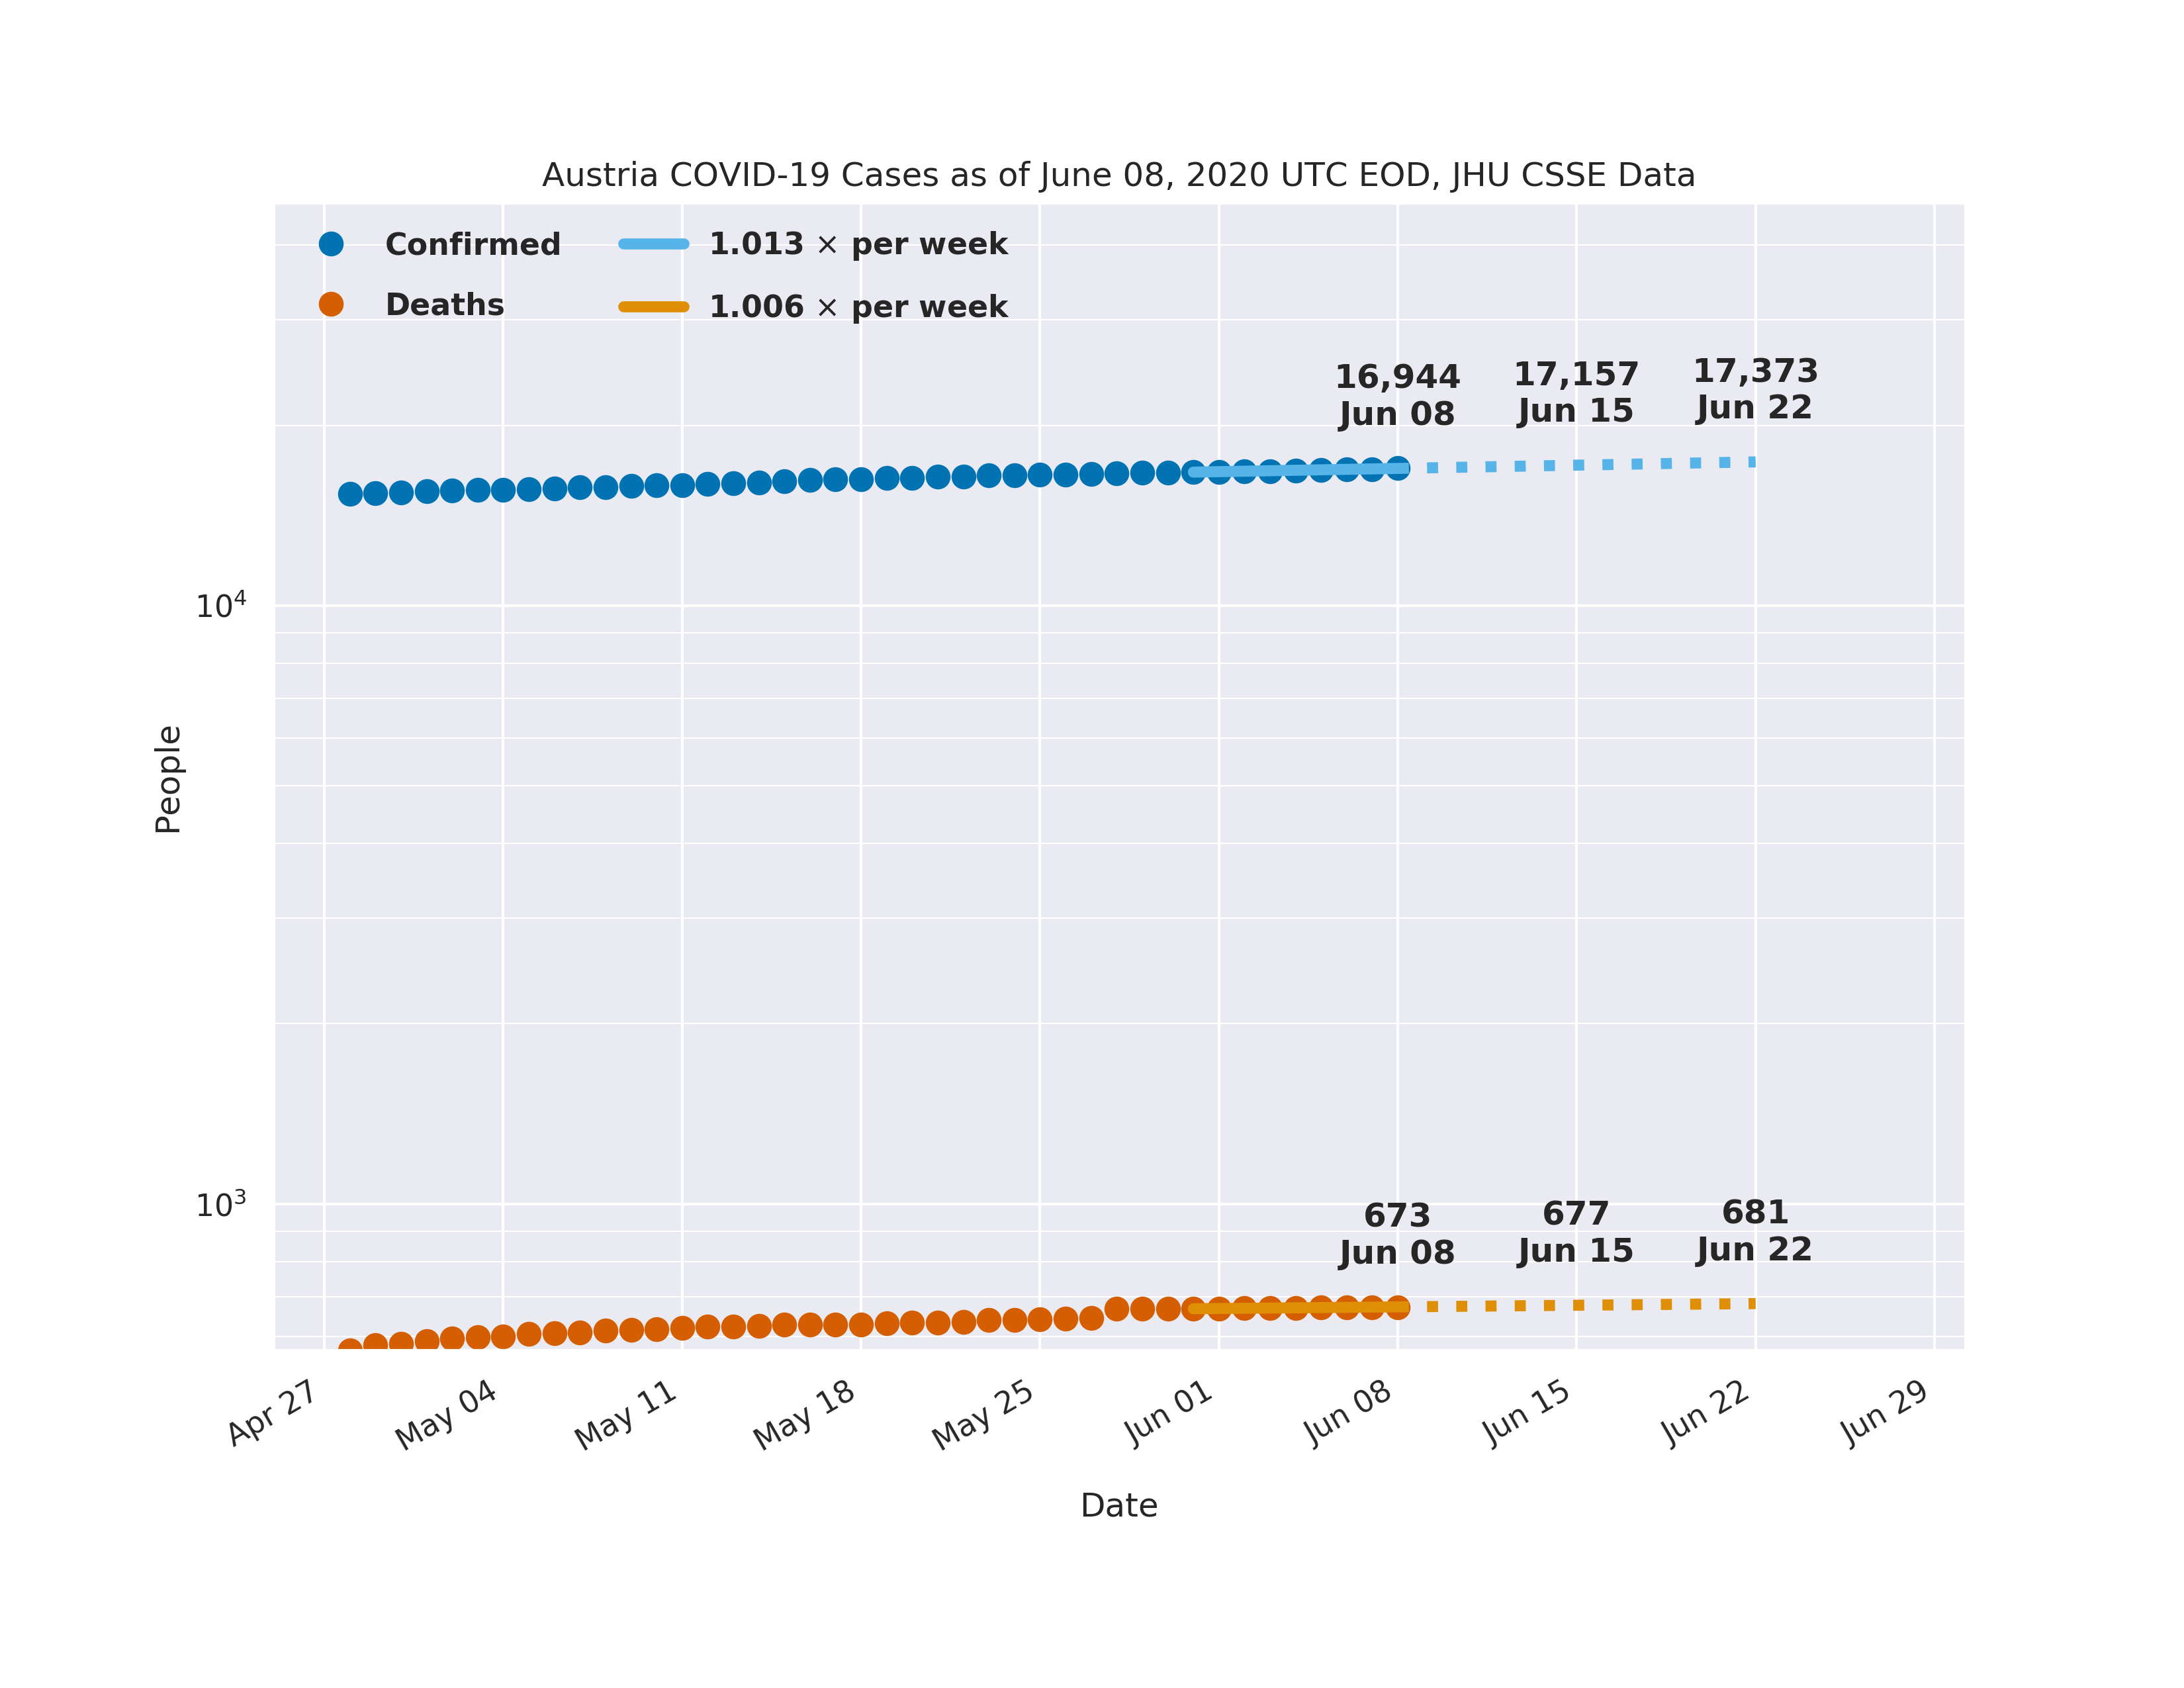 Austria COVID-19 Cases as of June 08, 2020 UTC EOD, JHU CSSE Data
Confirmed
Deaths
1.013 × per week
1.006 × per week
16,944
Jun 08
17,157
Jun 15
17,373
Jun 22
10⁴
People
10³
673
Jun 08
677
Jun 15
681
Jun 22
Apr 27
May 04
May 11
May 18
May 25
Jun 01
Jun 08
Jun 15
Jun 22
Jun 29
Date